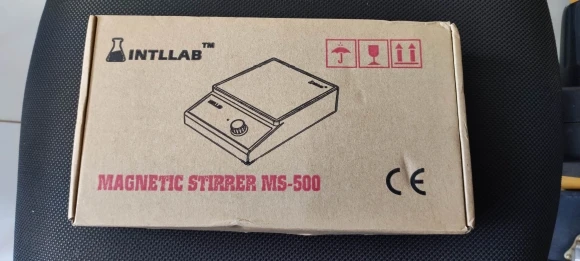 INTLLAB™
MAGNETIC STIRRER MS-500
CE